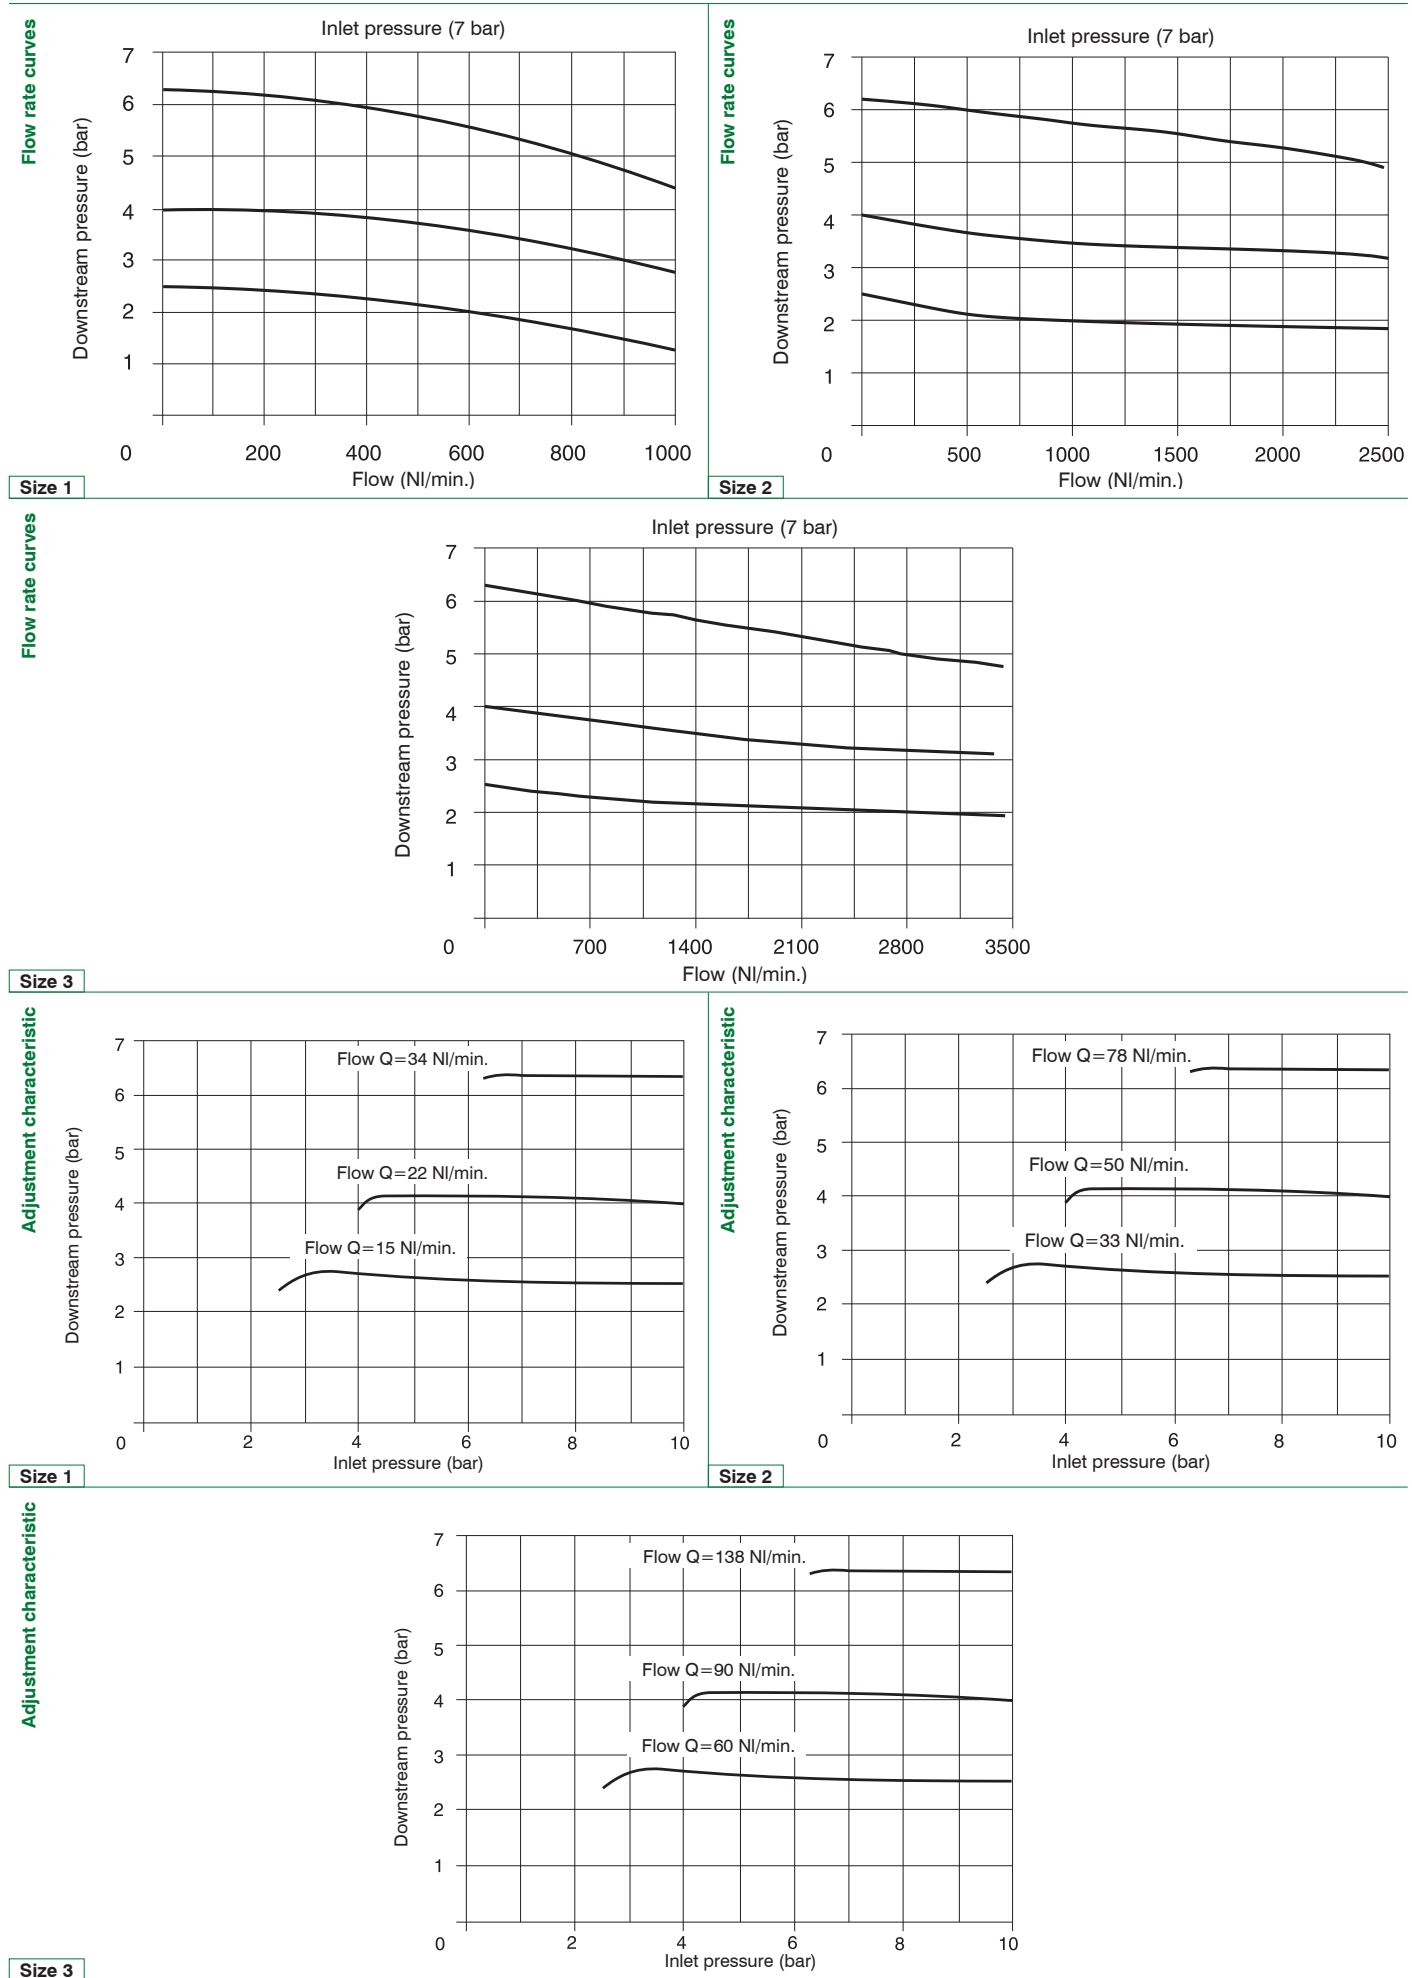 Flow rate curves
Inlet pressure (7 bar)
Downstream pressure (bar)
7
6
5
4
3
2
1
0 200 400 600 800 1000
Flow (Nl/min.)
Size 1
Flow rate curves
Inlet pressure (7 bar)
Downstream pressure (bar)
7
6
5
4
3
2
1
0 500 1000 1500 2000 2500
Flow (Nl/min.)
Size 2
Flow rate curves
Inlet pressure (7 bar)
Downstream pressure (bar)
7
6
5
4
3
2
1
0 700 1400 2100 2800 3500
Flow (Nl/min.)
Size 3
Adjustment characteristic
Downstream pressure (bar)
7
Flow Q=34 Nl/min.
6
5
Flow Q=22 Nl/min.
4
Flow Q=15 Nl/min.
3
2
1
0 2 4 6 8 10
Inlet pressure (bar)
Size 1
Adjustment characteristic
Downstream pressure (bar)
7
Flow Q=78 Nl/min.
6
5
Flow Q=50 Nl/min.
4
Flow Q=33 Nl/min.
3
2
1
0 2 4 6 8 10
Inlet pressure (bar)
Size 2
Adjustment characteristic
Downstream pressure (bar)
7
Flow Q=138 Nl/min.
6
5
Flow Q=90 Nl/min.
4
Flow Q=60 Nl/min.
3
2
1
0 2 4 6 8 10
Inlet pressure (bar)
Size 3